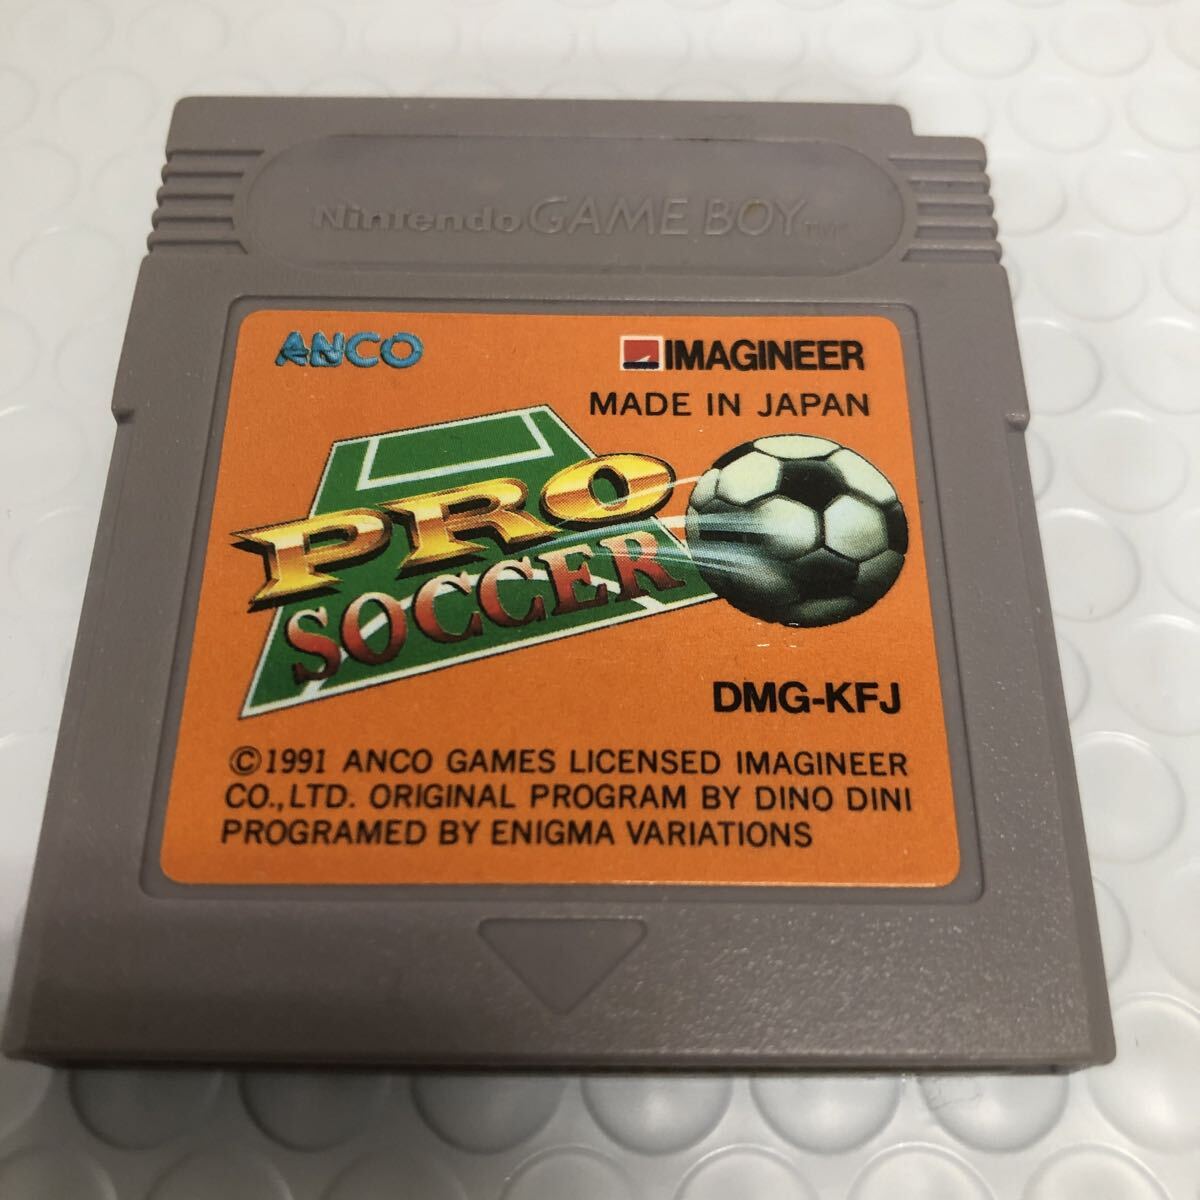 Nintendo GAME BOY TM
ANCO
IMAGINEER
MADE IN JAPAN
PRO
SOCCER
DMG-KFJ
©1991 ANCO GAMES LICENSED IMAGINEER
CO.,LTD. ORIGINAL PROGRAM BY DINO DINI
PROGRAMED BY ENIGMA VARIATIONS